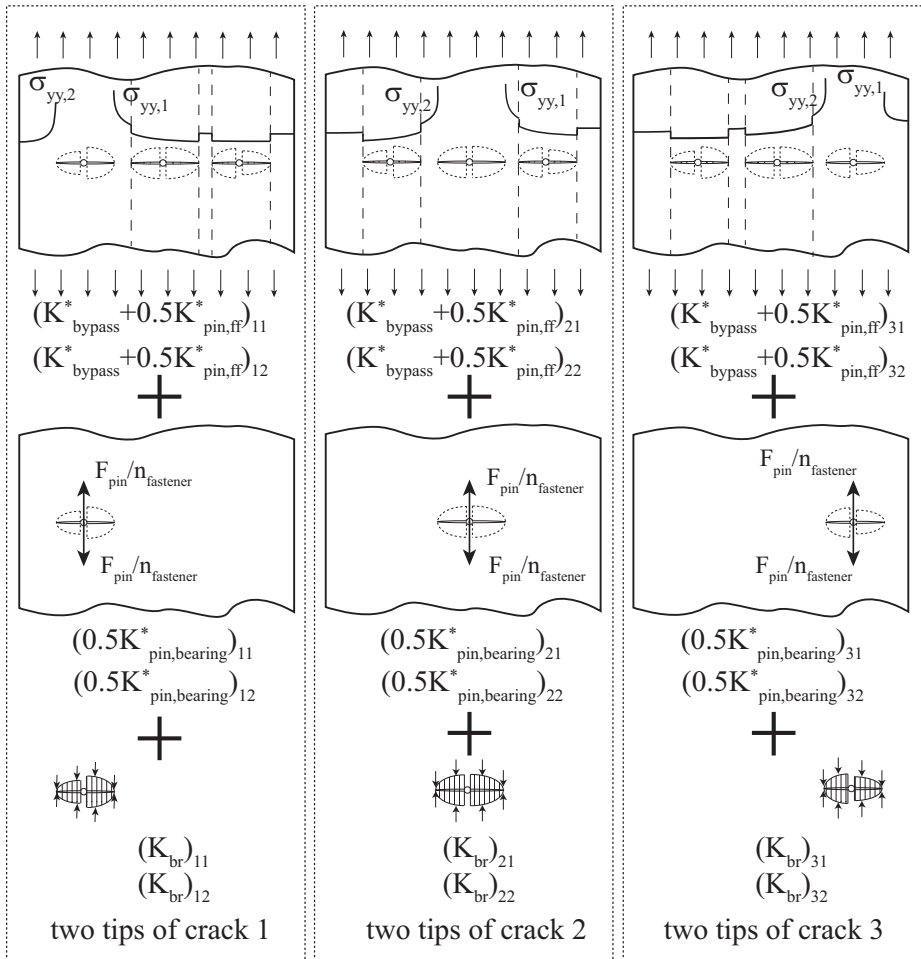 σyy,2
σyy,1
(K*bypass+0.5K*pin,ff)11
(K*bypass+0.5K*pin,ff)12
+
Fpin/nfastener
Fpin/nfastener
(0.5K*pin,bearing)11
(0.5K*pin,bearing)12
+
(Kbr)11
(Kbr)12
two tips of crack 1
σyy,2
σyy,1
(K*bypass+0.5K*pin,ff)21
(K*bypass+0.5K*pin,ff)22
+
Fpin/nfastener
Fpin/nfastener
(0.5K*pin,bearing)21
(0.5K*pin,bearing)22
+
(Kbr)21
(Kbr)22
two tips of crack 2
σyy,2
σyy,1
(K*bypass+0.5K*pin,ff)31
(K*bypass+0.5K*pin,ff)32
+
Fpin/nfastener
Fpin/nfastener
(0.5K*pin,bearing)31
(0.5K*pin,bearing)32
+
(Kbr)31
(Kbr)32
two tips of crack 3